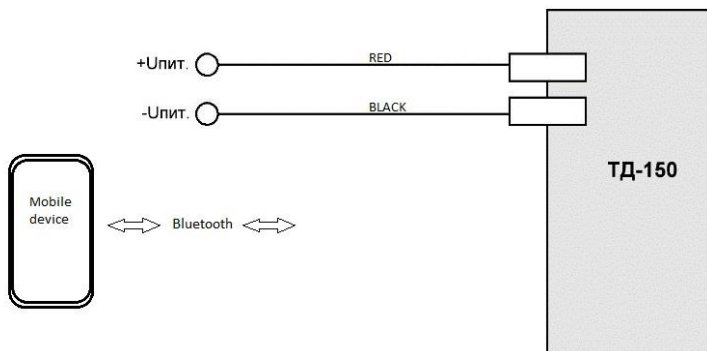 +Uпит.
RED
-Uпит.
BLACK
ТД-150
Mobile
device
Bluetooth